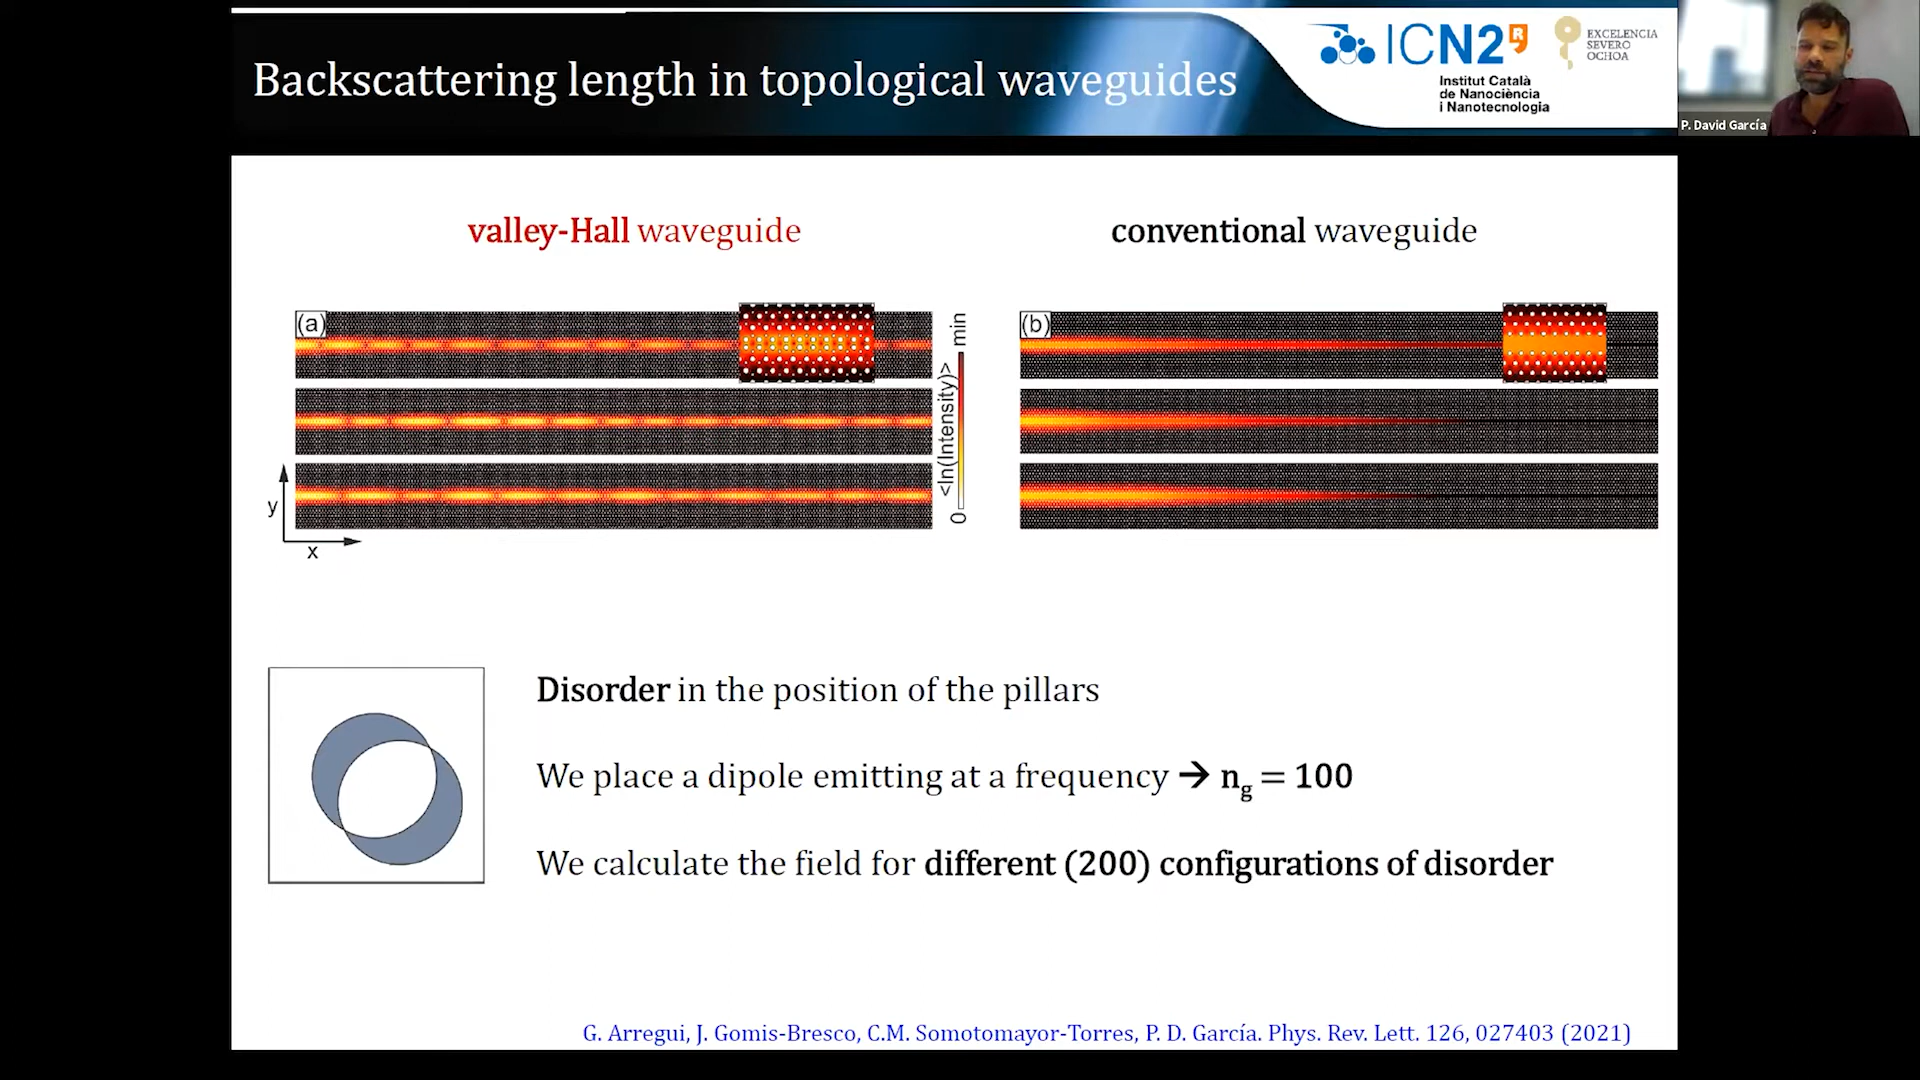 Backscattering length in topological waveguides
ICN2R
Institut Català
de Nanociència
i Nanotecnologia
EXCELENCIA
SEVERO
OCHOA
P. David García
valley-Hall waveguide
conventional waveguide
(a)
<ln(Intensity)>
min
0
(b)
y
x
Disorder in the position of the pillars
We place a dipole emitting at a frequency → ng = 100
We calculate the field for different (200) configurations of disorder
G. Arregui, J. Gomis-Bresco, C.M. Somotomayor-Torres, P. D. García. Phys. Rev. Lett. 126, 027403 (2021)